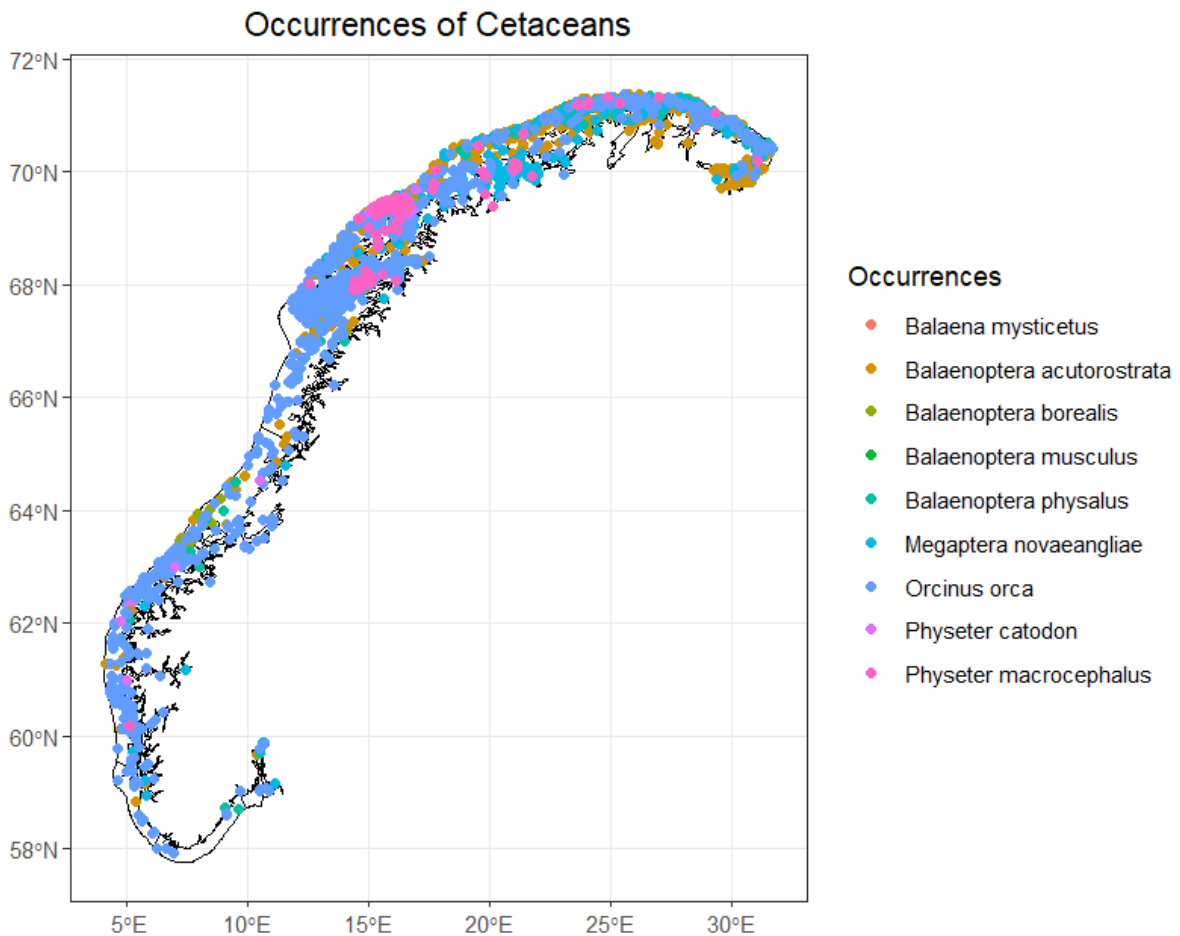 Occurrences of Cetaceans
72°N
70°N
68°N
66°N
64°N
62°N
60°N
58°N
5°E
10°E
15°E
20°E
25°E
30°E
Occurrences
Balaena mysticetus
Balaenoptera acutorostrata
Balaenoptera borealis
Balaenoptera musculus
Balaenoptera physalus
Megaptera novaeangliae
Orcinus orca
Physeter catodon
Physeter macrocephalus